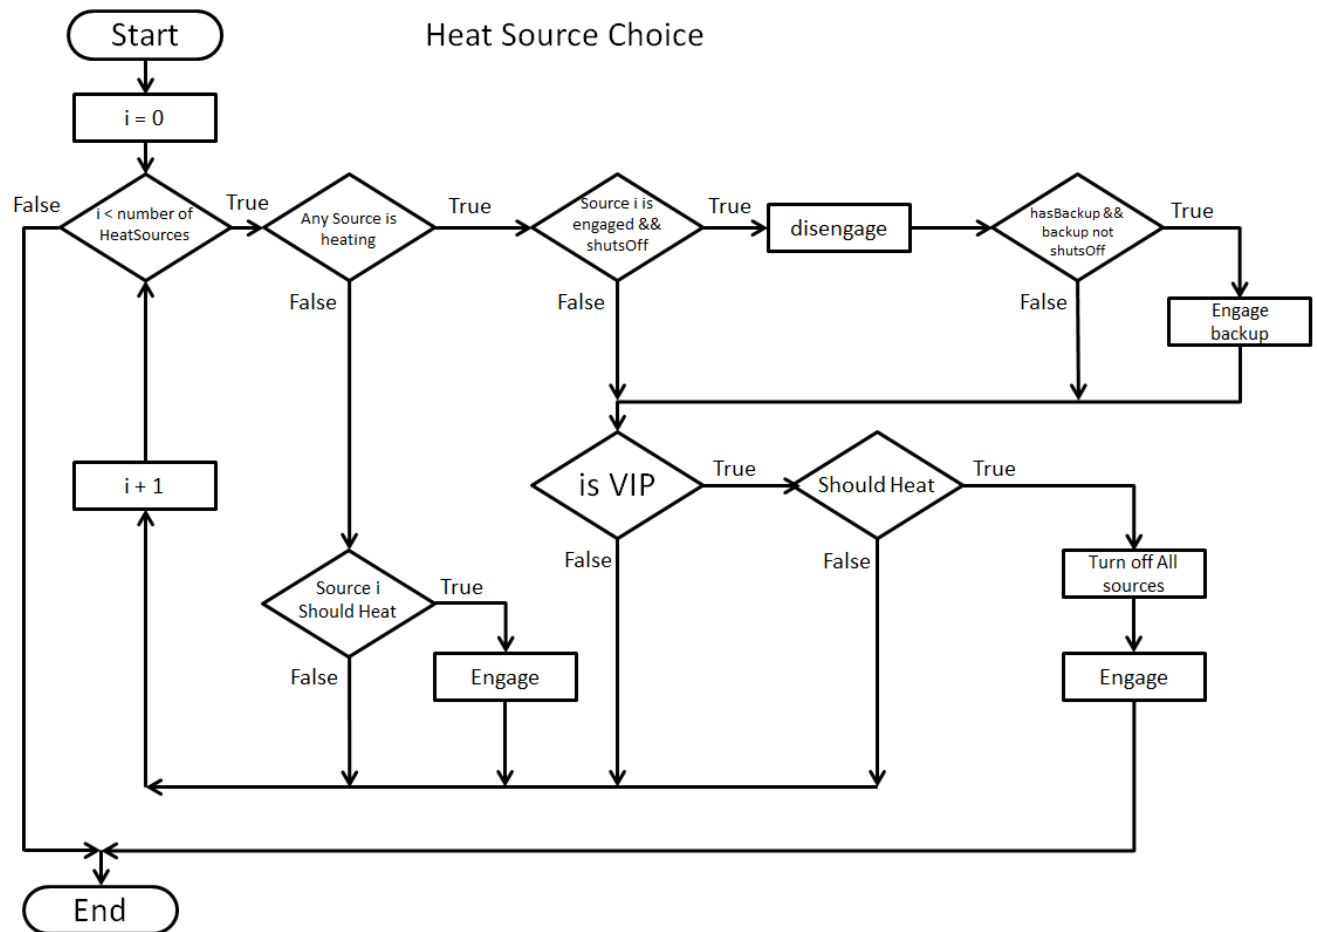 Start
Heat Source Choice
i = 0
False
i < number of
HeatSources
True
Any Source is
heating
True
Source i is
engaged &&
shutsOff
True
disengage
hasBackup &&
backup not
shutsOff
True
False
False
False
Engage
backup
i + 1
is VIP
True
Should Heat
True
False
False
Turn off All
sources
Source i
Should Heat
True
False
Engage
Engage
End